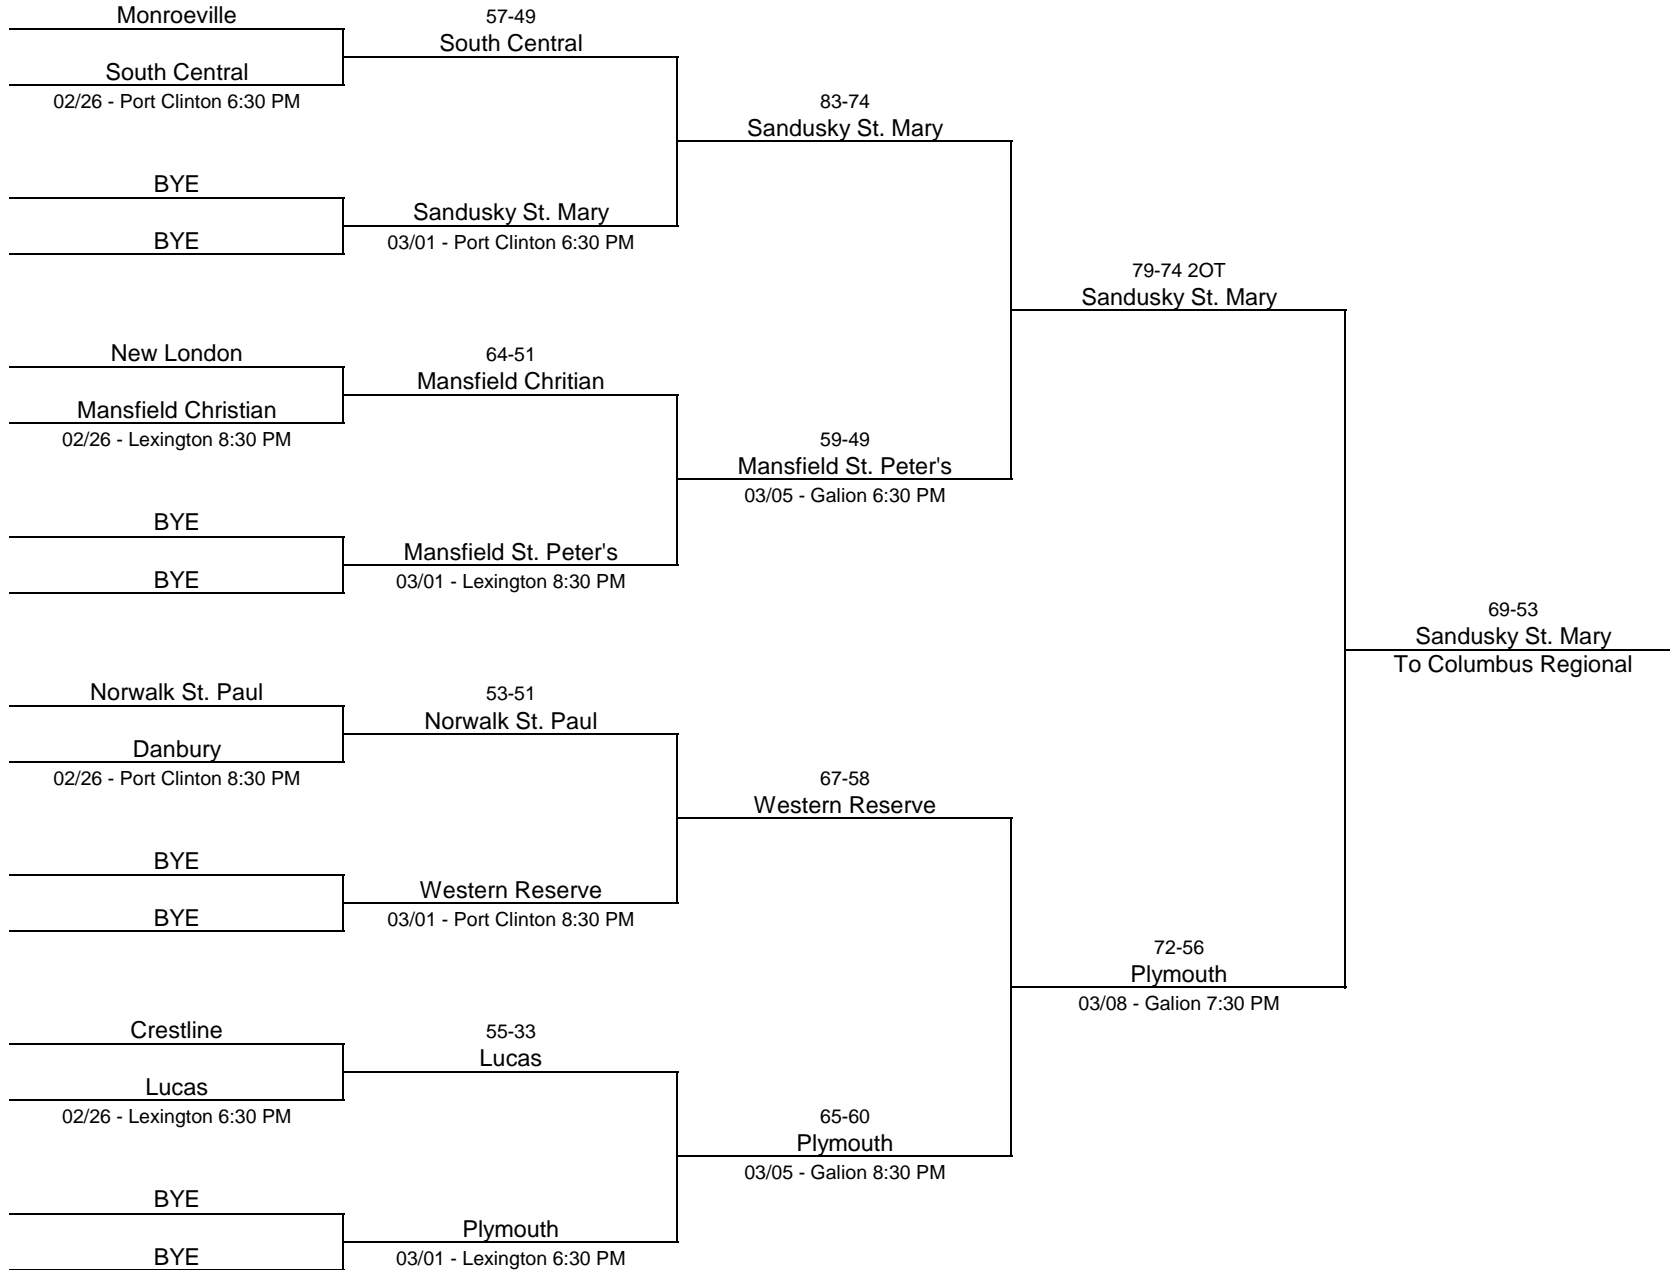 Monroeville
South Central
02/26 - Port Clinton 6:30 PM
BYE
BYE
New London
Mansfield Christian
02/26 - Lexington 8:30 PM
BYE
BYE
Norwalk St. Paul
Danbury
02/26 - Port Clinton 8:30 PM
BYE
BYE
Crestline
Lucas
02/26 - Lexington 6:30 PM
BYE
BYE
57-49
South Central
Sandusky St. Mary
03/01 - Port Clinton 6:30 PM
64-51
Mansfield Chritian
Mansfield St. Peter's
03/01 - Lexington 8:30 PM
53-51
Norwalk St. Paul
Western Reserve
03/01 - Port Clinton 8:30 PM
55-33
Lucas
Plymouth
03/01 - Lexington 6:30 PM
83-74
Sandusky St. Mary
59-49
Mansfield St. Peter's
03/05 - Galion 6:30 PM
67-58
Western Reserve
65-60
Plymouth
03/05 - Galion 8:30 PM
79-74 2OT
Sandusky St. Mary
72-56
Plymouth
03/08 - Galion 7:30 PM
69-53
Sandusky St. Mary
To Columbus Regional